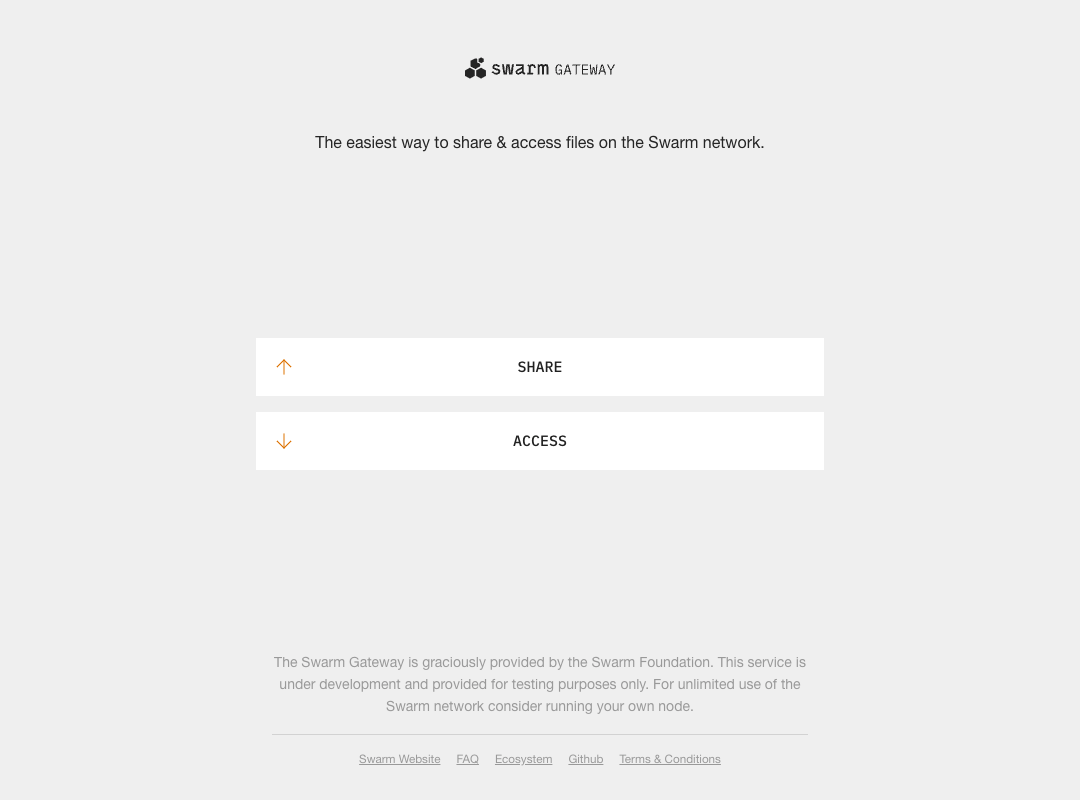 swarm GATEWAY
The easiest way to share & access files on the Swarm network.
SHARE
ACCESS
The Swarm Gateway is graciously provided by the Swarm Foundation. This service is
under development and provided for testing purposes only. For unlimited use of the
Swarm network consider running your own node.
Swarm Website FAQ Ecosystem Github Terms & Conditions